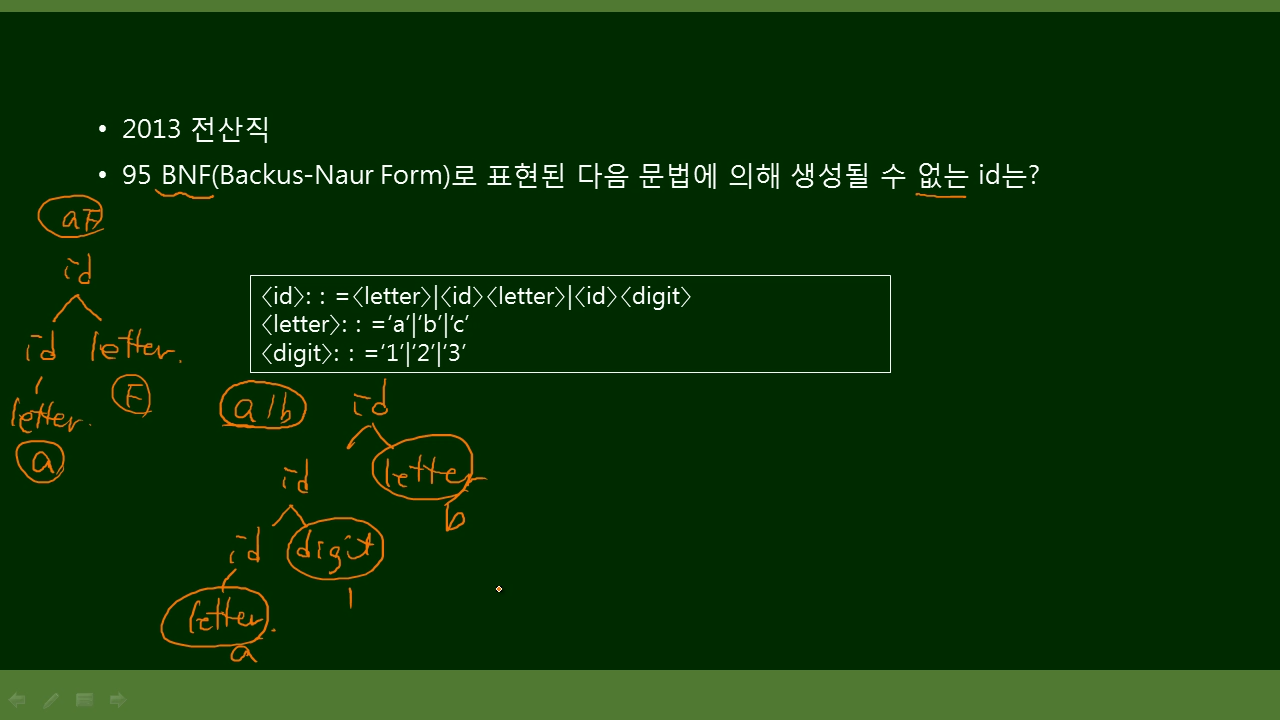 • 2013 전산직
• 95 BNF(Backus-Naur Form)로 표현된 다음 문법에 의해 생성될 수 없는 id는?
〈id〉: : =〈letter〉|〈id〉〈letter〉|〈id〉〈digit〉
〈letter〉: : =‘a’|‘b’|‘c’
〈digit〉: : =‘1’|‘2’|‘3’
id
id letter.
letter.
a
a1b
id
id letter
b
id digit
1
letter.
a